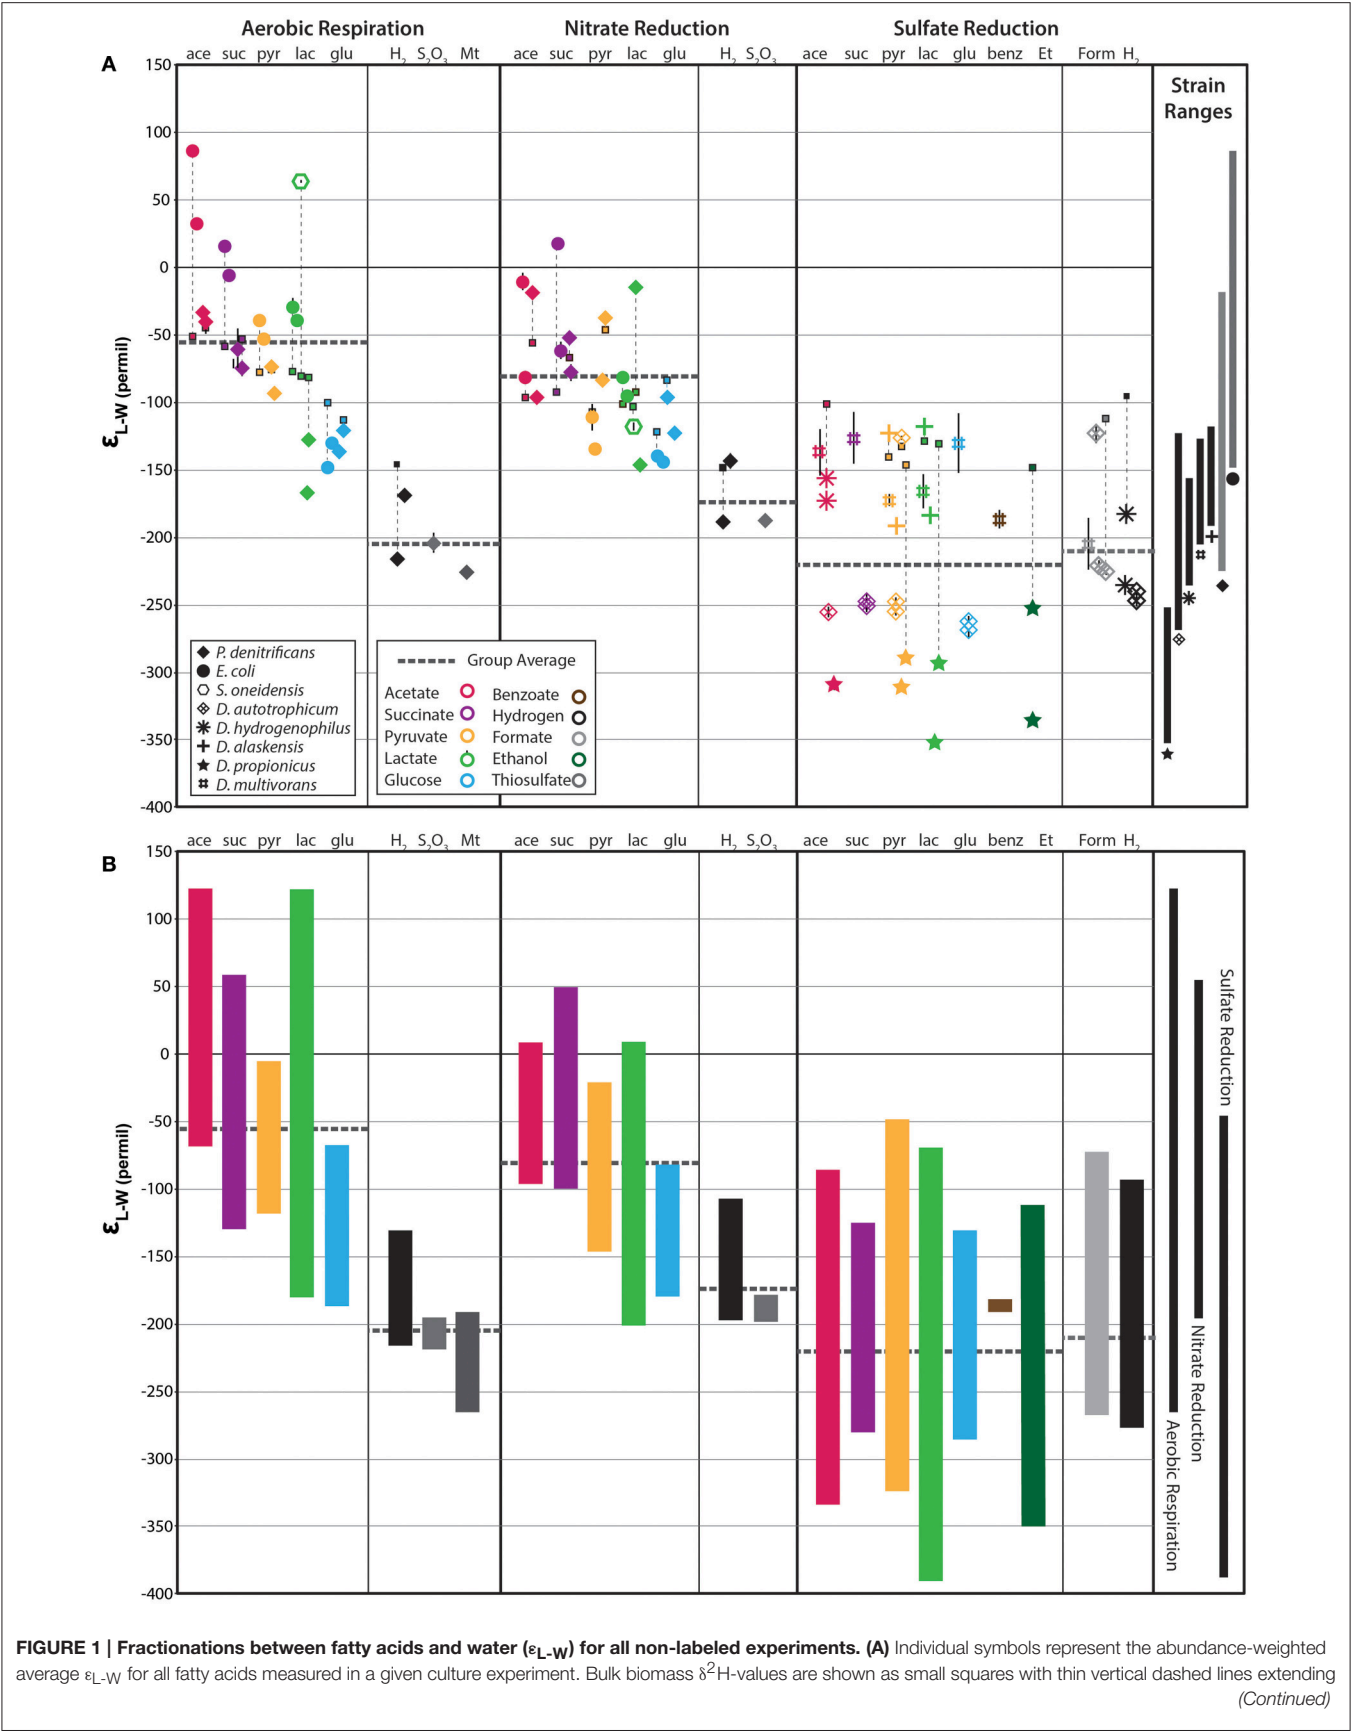 Aerobic Respiration Nitrate Reduction Sulfate Reduction
ace suc pyr lac glu H2 S2O3 Mt ace suc pyr lac glu H2 S2O3 ace suc pyr lac glu benz Et Form H2
A
150
100
50
0
-50
-100
-150
-200
-250
-300
-350
-400
εL-W (permil)
Strain
Ranges
P. denitrificans
E. coli
S. oneidensis
D. autotrophicum
D. hydrogenophilus
D. alaskensis
D. propionicus
D. multivorans
Group Average
Acetate Benzoate
Succinate Hydrogen
Pyruvate Formate
Lactate Ethanol
Glucose Thiosulfate
ace suc pyr lac glu H2 S2O3 Mt ace suc pyr lac glu H2 S2O3 ace suc pyr lac glu benz Et Form H2
B
150
100
50
0
-50
-100
-150
-200
-250
-300
-350
-400
εL-W (permil)
Aerobic Respiration
Nitrate Reduction
Sulfate Reduction
FIGURE 1 | Fractionations between fatty acids and water (εL-W) for all non-labeled experiments. (A) Individual symbols represent the abundance-weighted
average εL-W for all fatty acids measured in a given culture experiment. Bulk biomass δ2H-values are shown as small squares with thin vertical dashed lines extending
(Continued)